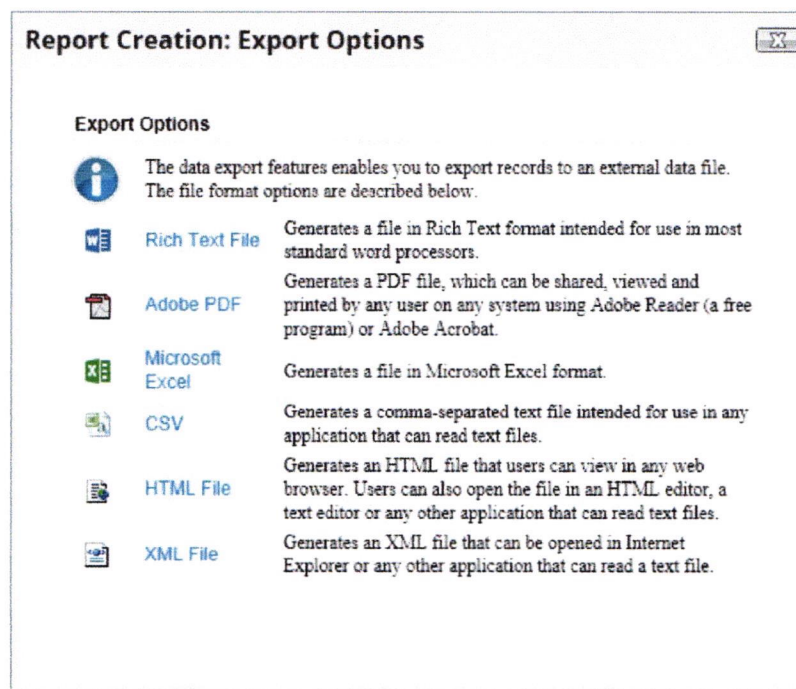 Report Creation: Export Options
Export Options
The data export features enables you to export records to an external data file.
The file format options are described below.
Rich Text File
Generates a file in Rich Text format intended for use in most
standard word processors.
Adobe PDF
Generates a PDF file, which can be shared, viewed and
printed by any user on any system using Adobe Reader (a free
program) or Adobe Acrobat.
Microsoft
Excel
Generates a file in Microsoft Excel format.
CSV
Generates a comma-separated text file intended for use in any
application that can read text files.
HTML File
Generates an HTML file that users can view in any web
browser. Users can also open the file in an HTML editor, a
text editor or any other application that can read text files.
XML File
Generates an XML file that can be opened in Internet
Explorer or any other application that can read a text file.